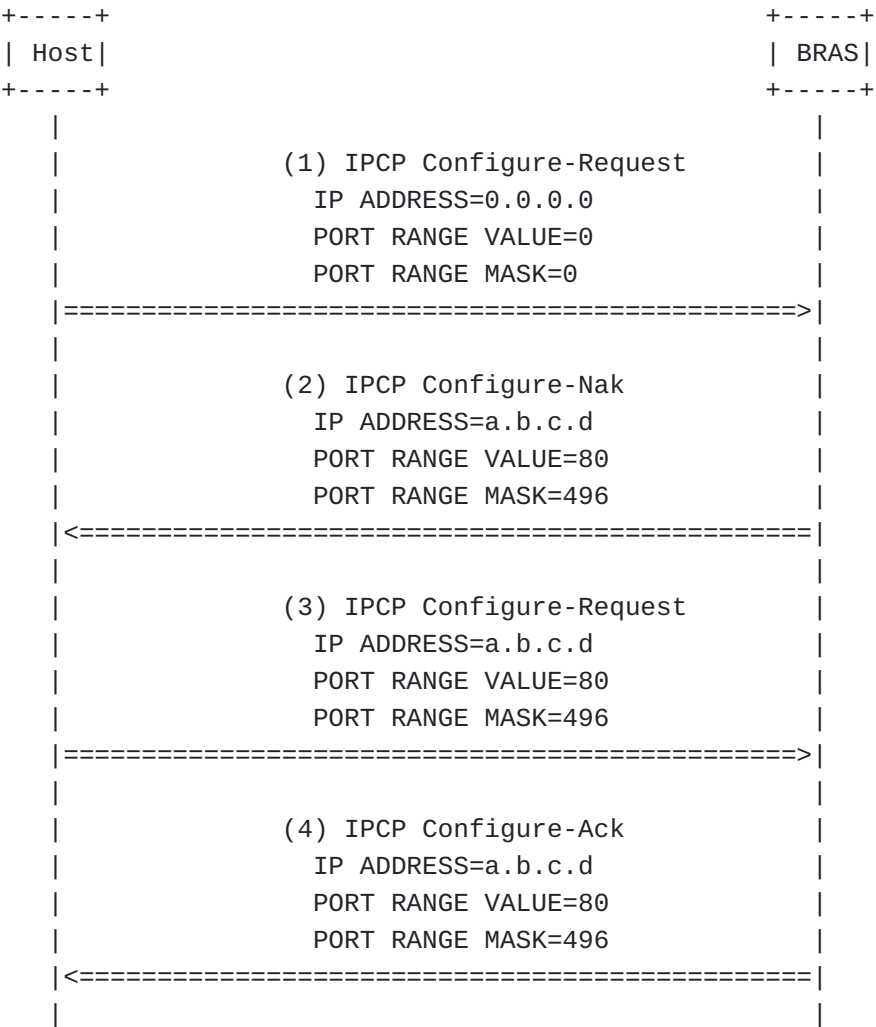 +-----+                                          +-----+
| Host|                                          | BRAS|
+-----+                                          +-----+
   |                                                |
   |              (1) IPCP Configure-Request        |
   |                IP ADDRESS=0.0.0.0              |
   |                PORT RANGE VALUE=0              |
   |                PORT RANGE MASK=0               |
   |===============================================>|
   |                                                |
   |              (2) IPCP Configure-Nak            |
   |                IP ADDRESS=a.b.c.d              |
   |                PORT RANGE VALUE=80             |
   |                PORT RANGE MASK=496             |
   |<===============================================|
   |                                                |
   |              (3) IPCP Configure-Request        |
   |                IP ADDRESS=a.b.c.d              |
   |                PORT RANGE VALUE=80             |
   |                PORT RANGE MASK=496             |
   |===============================================>|
   |                                                |
   |              (4) IPCP Configure-Ack            |
   |                IP ADDRESS=a.b.c.d              |
   |                PORT RANGE VALUE=80             |
   |                PORT RANGE MASK=496             |
   |<===============================================|
   |                                                |